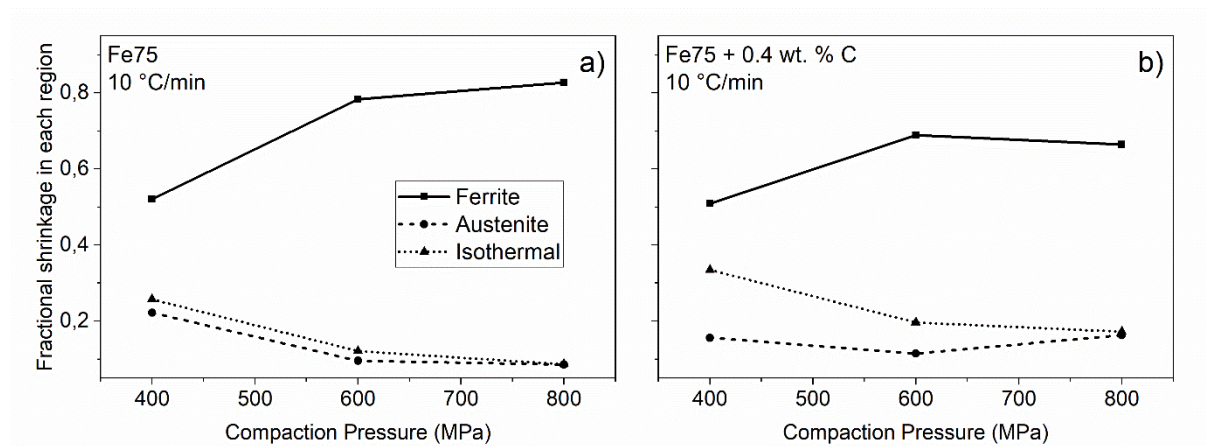 Fe75
10 °C/min
a)
Fractional shrinkage in each region
0,8
0,6
0,4
0,2
Ferrite
Austenite
Isothermal
400 500 600 700 800
Compaction Pressure (MPa)
Fe75 + 0.4 wt. % C
10 °C/min
b)
400 500 600 700 800
Compaction Pressure (MPa)